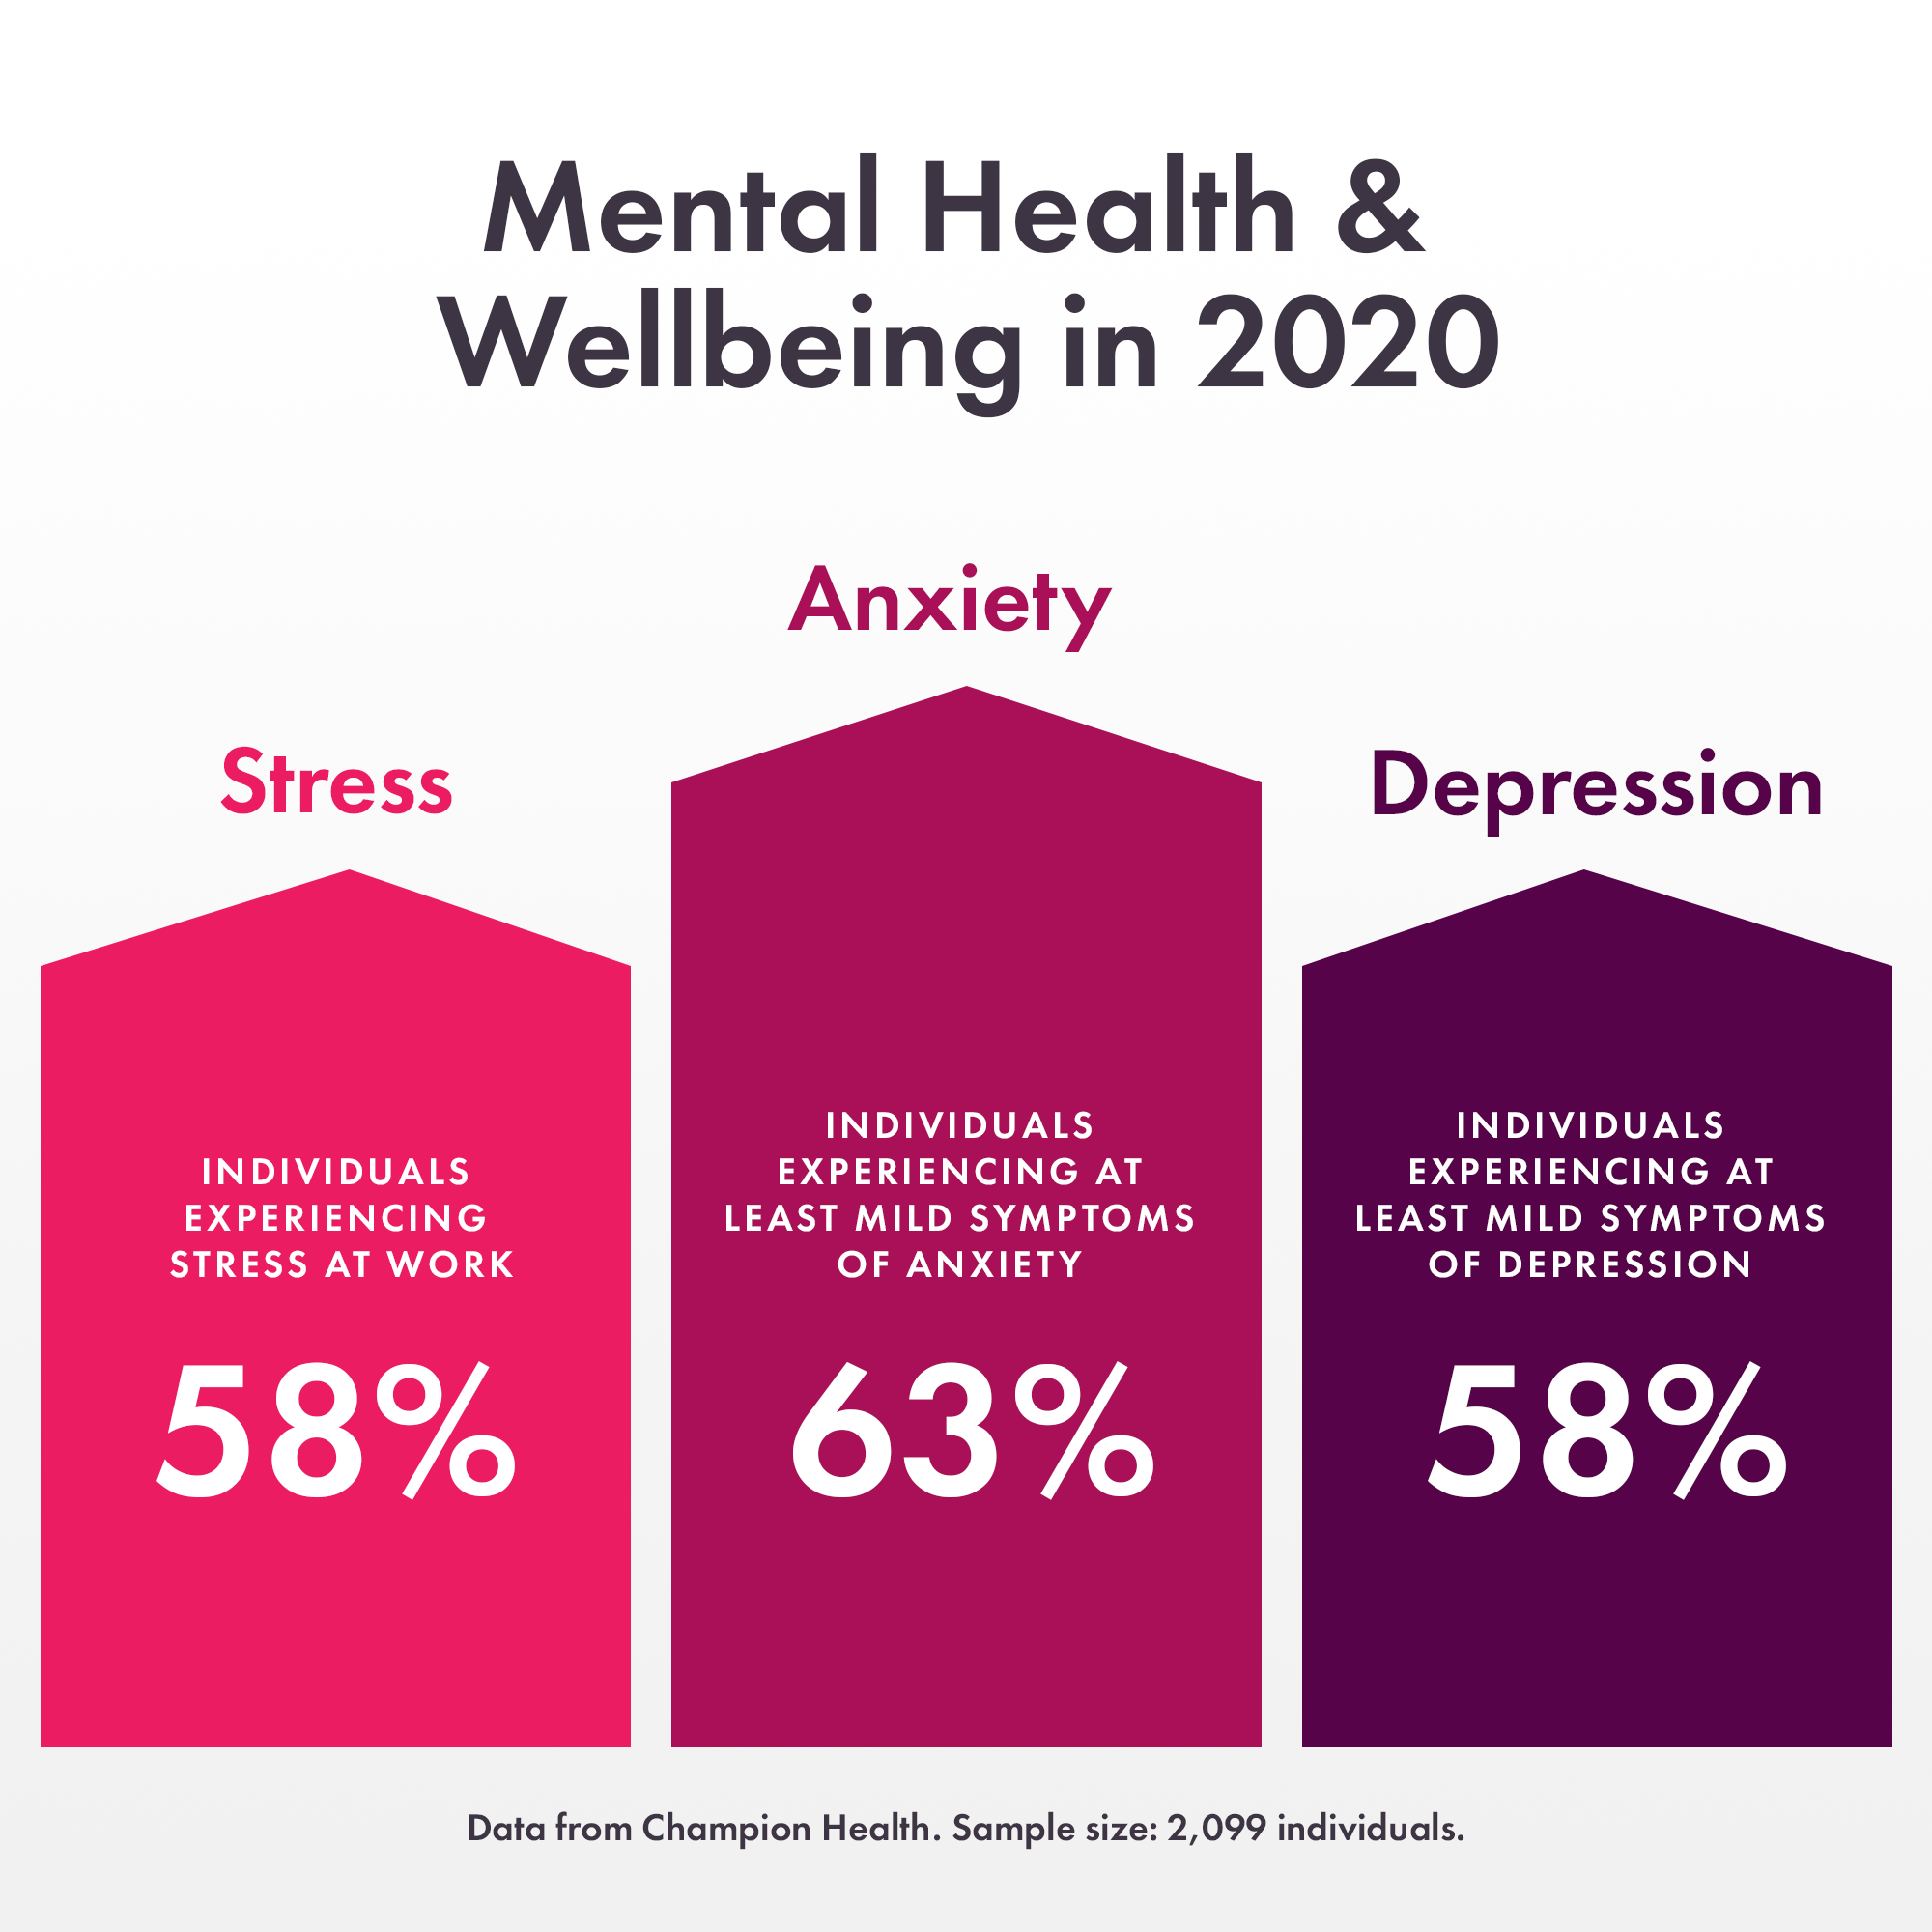 Mental Health &
Wellbeing in 2020
Stress
INDIVIDUALS
EXPERIENCING
STRESS AT WORK
58%
Anxiety
INDIVIDUALS
EXPERIENCING AT
LEAST MILD SYMPTOMS
OF ANXIETY
63%
Depression
INDIVIDUALS
EXPERIENCING AT
LEAST MILD SYMPTOMS
OF DEPRESSION
58%
Data from Champion Health. Sample size: 2,099 individuals.